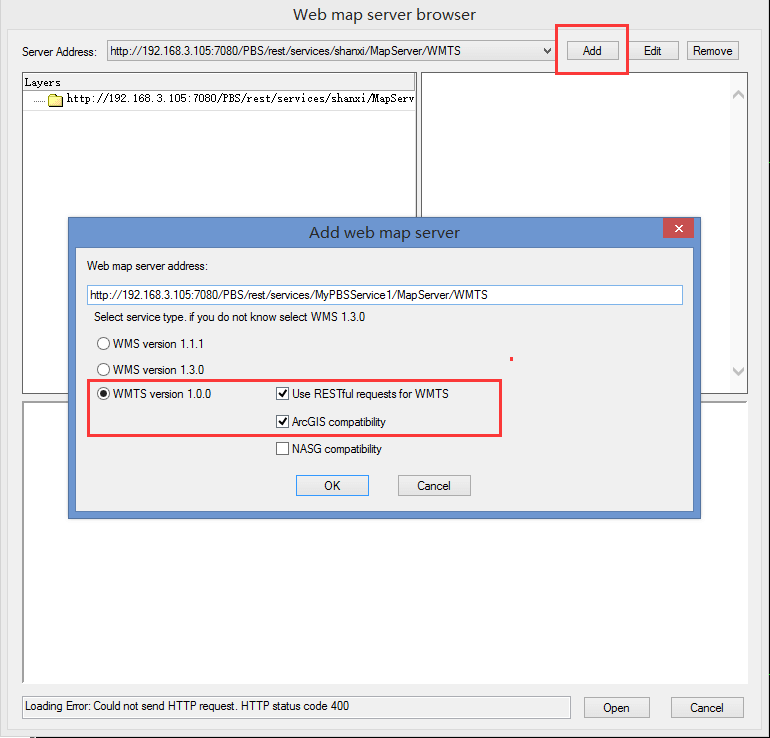 Web map server browser
Server Address: http://192.168.3.105:7080/PBS/rest/services/shanxi/MapServer/WMTS Add Edit Remove
Layers
http://192.168.3.105:7080/PBS/rest/services/shanxi/MapServ
Add web map server
Web map server address:
http://192.168.3.105:7080/PBS/rest/services/MyPBSService1/MapServer/WMTS
Select service type. if you do not know select WMS 1.3.0
WMS version 1.1.1
WMS version 1.3.0
WMTS version 1.0.0 Use RESTful requests for WMTS
ArcGIS compatibility
NASG compatibility
OK Cancel
Loading Error: Could not send HTTP request. HTTP status code 400 Open Cancel